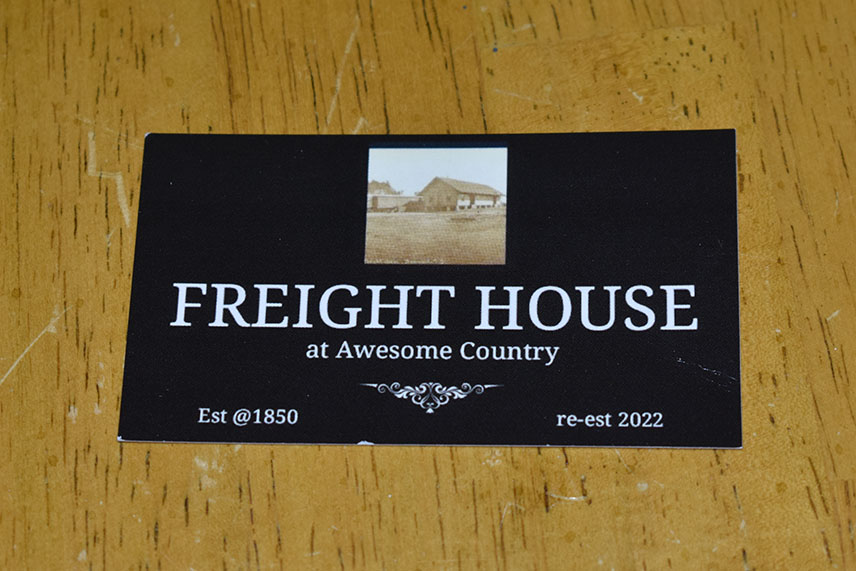 FREIGHT HOUSE
at Awesome Country
Est @1850
re-est 2022